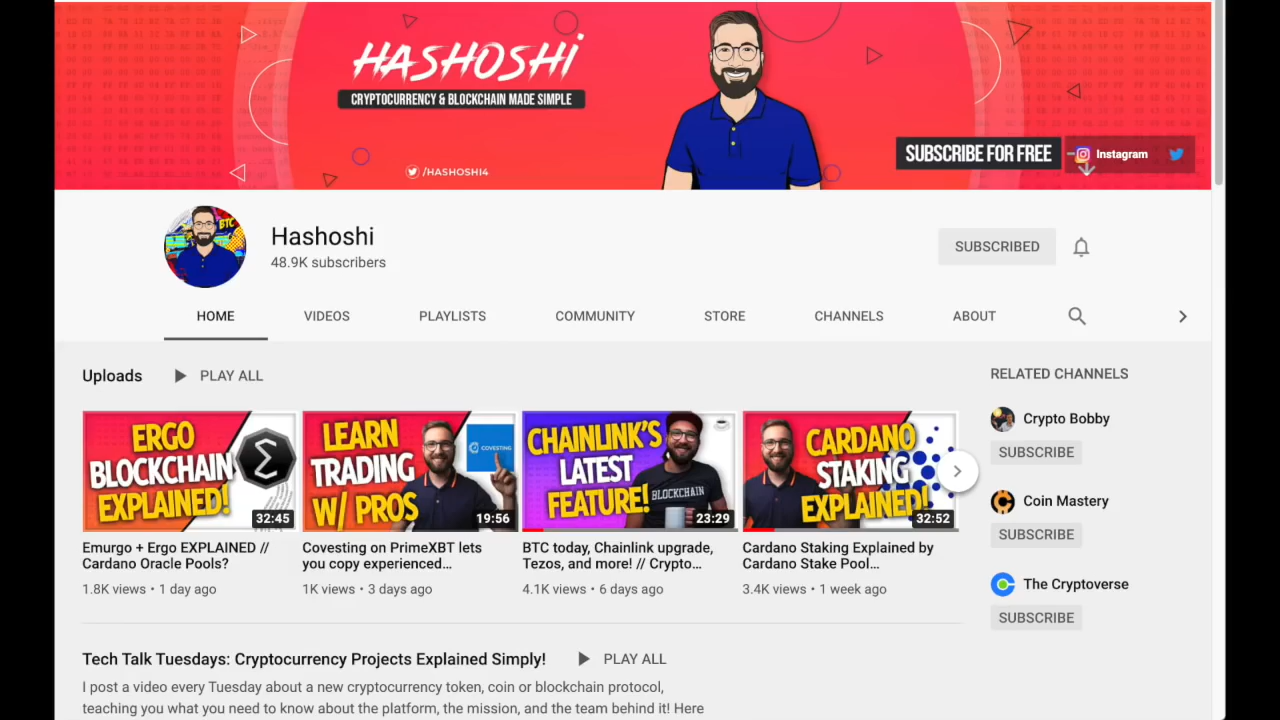 HASHOSHI
CRYPTOCURRENCY & BLOCKCHAIN MADE SIMPLE
/HASHOSHI4
SUBSCRIBE FOR FREE
Instagram
BTC
Hashoshi
48.9K subscribers
SUBSCRIBED
HOME
VIDEOS
PLAYLISTS
COMMUNITY
STORE
CHANNELS
ABOUT
Uploads
PLAY ALL
ERGO
BLOCKCHAIN
EXPLAINED!
32:45
Emurgo + Ergo EXPLAINED //
Cardano Oracle Pools?
1.8K views • 1 day ago
LEARN
TRADING
W/ PROS
COVESTING
19:56
Covesting on PrimeXBT lets
you copy experienced...
1K views • 3 days ago
CHAINLINK'S
LATEST
FEATURE!
BLOCKCHAIN
23:29
BTC today, Chainlink upgrade,
Tezos, and more! // Crypto...
4.1K views • 6 days ago
CARDANO
STAKING
EXPLAINED!
32:52
Cardano Staking Explained by
Cardano Stake Pool...
3.4K views • 1 week ago
RELATED CHANNELS
Crypto Bobby
SUBSCRIBE
Coin Mastery
SUBSCRIBE
The Cryptoverse
SUBSCRIBE
Tech Talk Tuesdays: Cryptocurrency Projects Explained Simply!
PLAY ALL
I post a video every Tuesday about a new cryptocurrency token, coin or blockchain protocol,
teaching you what you need to know about the platform, the mission, and the team behind it! Here